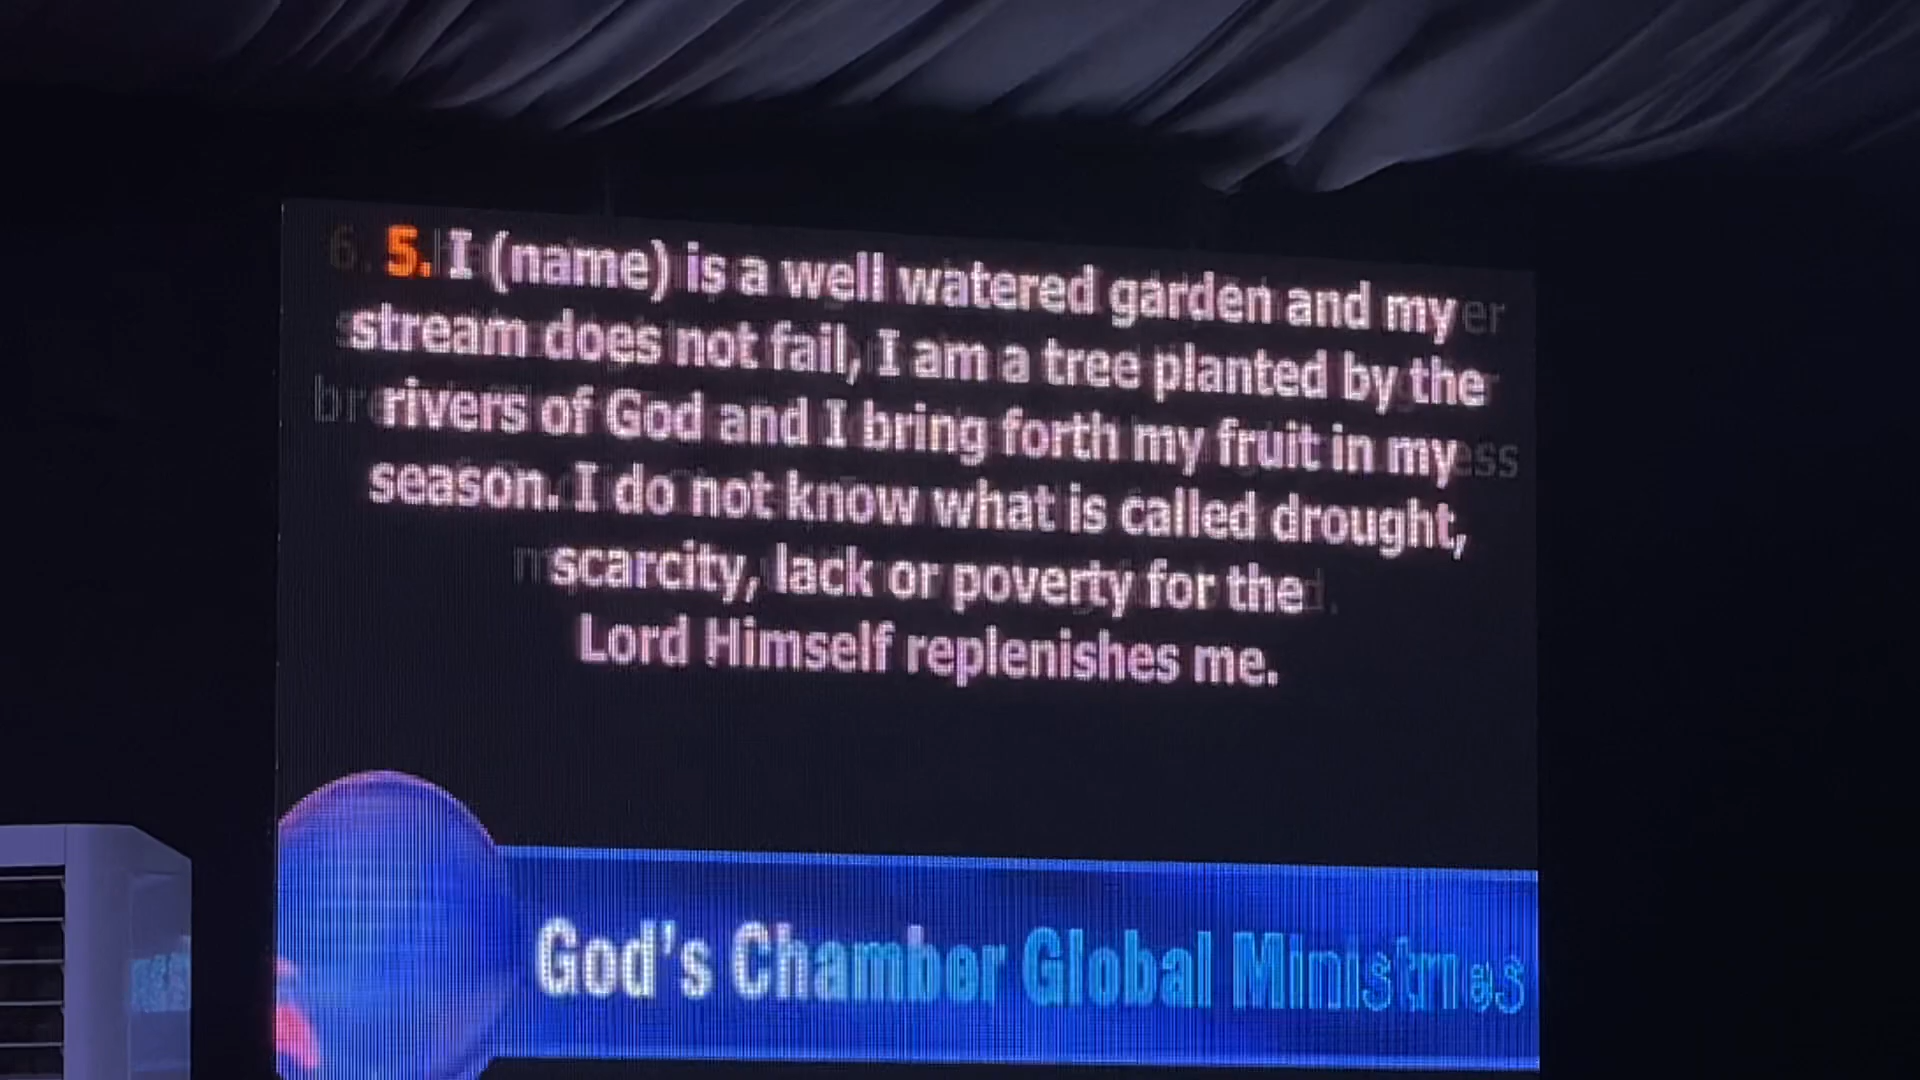 5. I (name) is a well watered garden and my
stream does not fail, I am a tree planted by the
rivers of God and I bring forth my fruit in my
season. I do not know what is called drought,
scarcity, lack or poverty for the
Lord Himself replenishes me.
God's Chamber Global Ministries